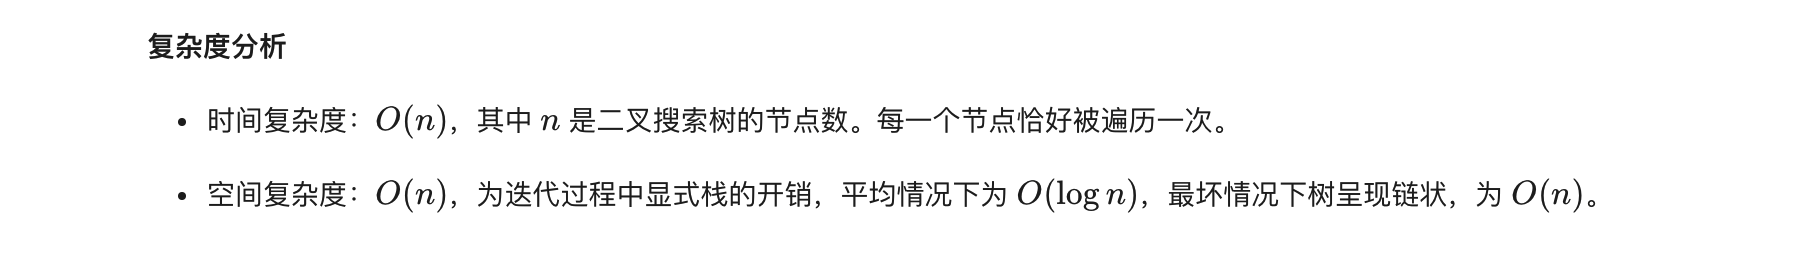 复杂度分析
• 时间复杂度：O(n)，其中 n 是二叉搜索树的节点数。每一个节点恰好被遍历一次。
• 空间复杂度：O(n)，为迭代过程中显式栈的开销，平均情况下为 O(log n)，最坏情况下树呈现链状，为 O(n)。